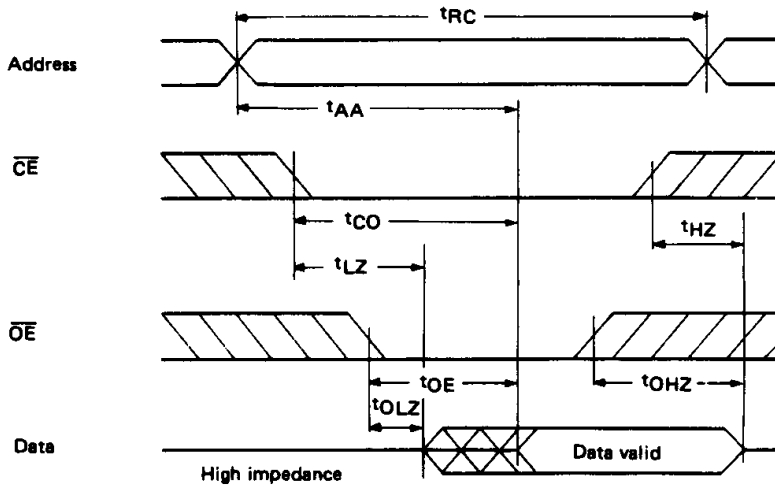 tRC
Address
tAA
CE
tCO
tHZ
tLZ
OE
tOE
tOHZ
tOLZ
Data
Data valid
High impedance